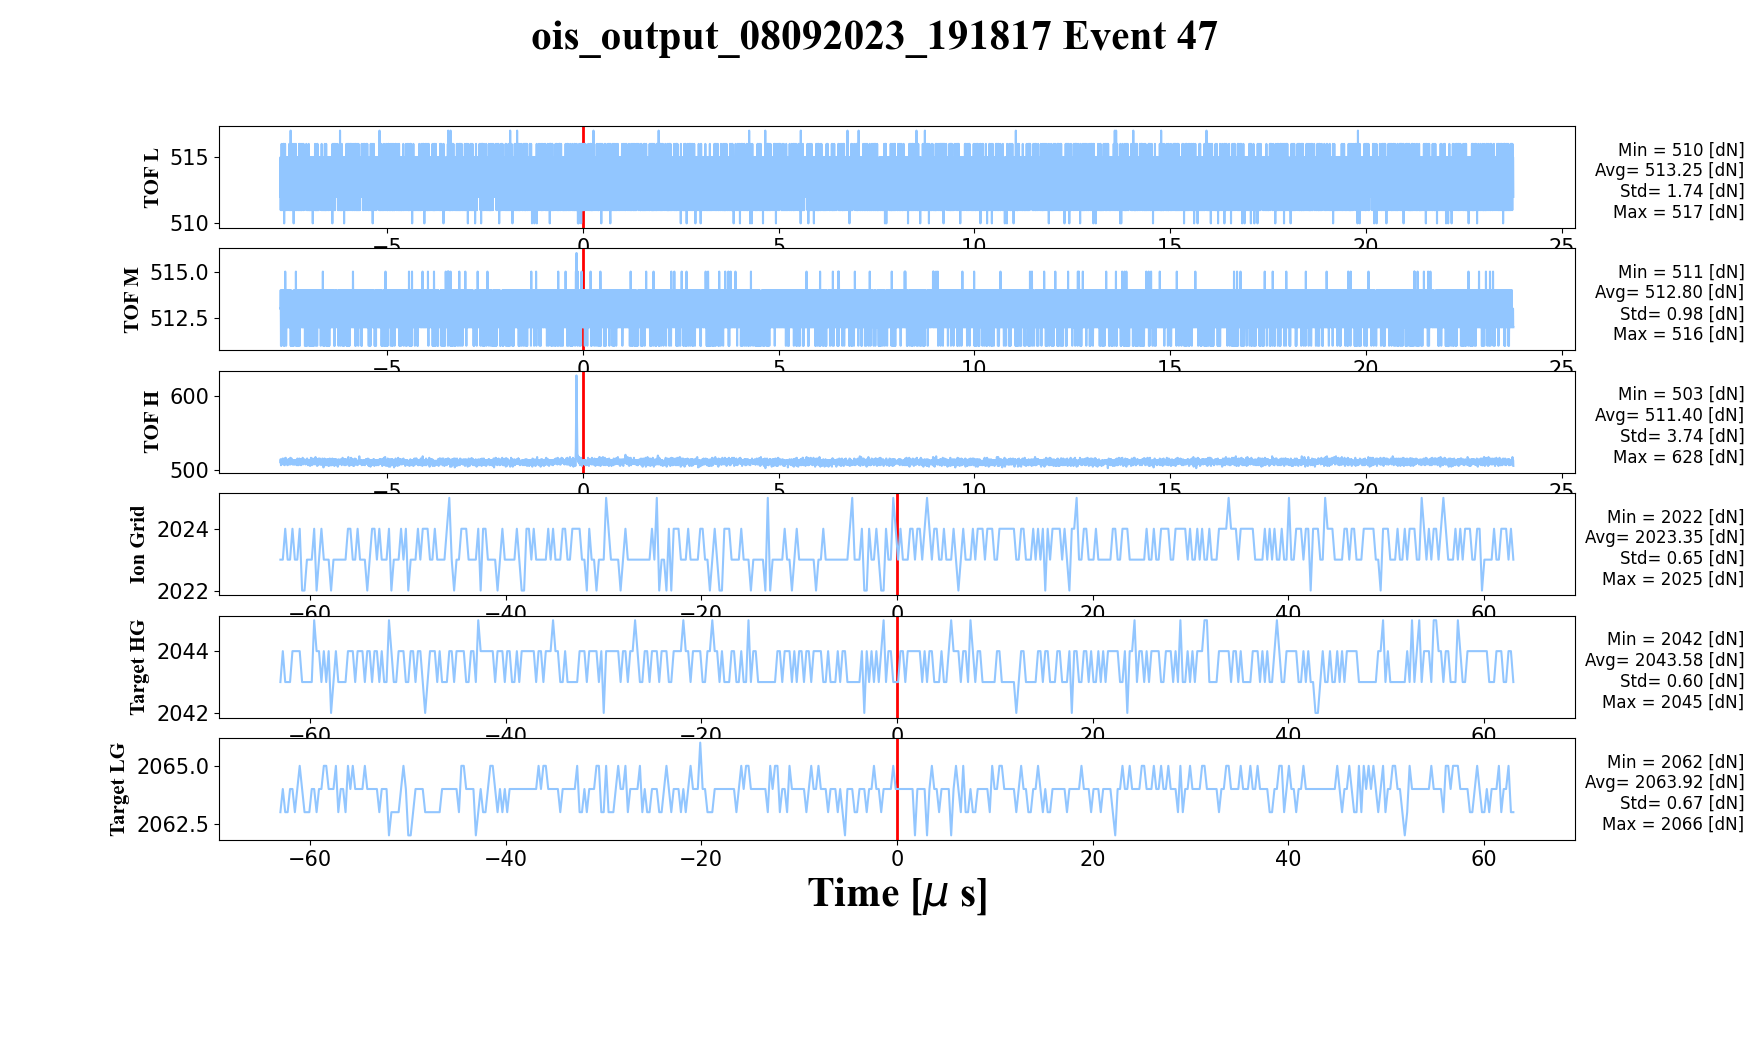 ois_output_08092023_191817 Event 47
TOF L
515
510
−5
0
5
10
15
20
25
Min = 510 [dN]
Avg= 513.25 [dN]
Std= 1.74 [dN]
Max = 517 [dN]
TOF M
515.0
512.5
−5
0
5
10
15
20
25
Min = 511 [dN]
Avg= 512.80 [dN]
Std= 0.98 [dN]
Max = 516 [dN]
TOF H
600
500
−5
0
5
10
15
20
25
Min = 503 [dN]
Avg= 511.40 [dN]
Std= 3.74 [dN]
Max = 628 [dN]
Ion Grid
2024
2022
−60
−40
−20
0
20
40
60
Min = 2022 [dN]
Avg= 2023.35 [dN]
Std= 0.65 [dN]
Max = 2025 [dN]
Target HG
2044
2042
−60
−40
−20
0
20
40
60
Min = 2042 [dN]
Avg= 2043.58 [dN]
Std= 0.60 [dN]
Max = 2045 [dN]
Target LG
2065.0
2062.5
−60
−40
−20
0
20
40
60
Min = 2062 [dN]
Avg= 2063.92 [dN]
Std= 0.67 [dN]
Max = 2066 [dN]
Time [μ s]